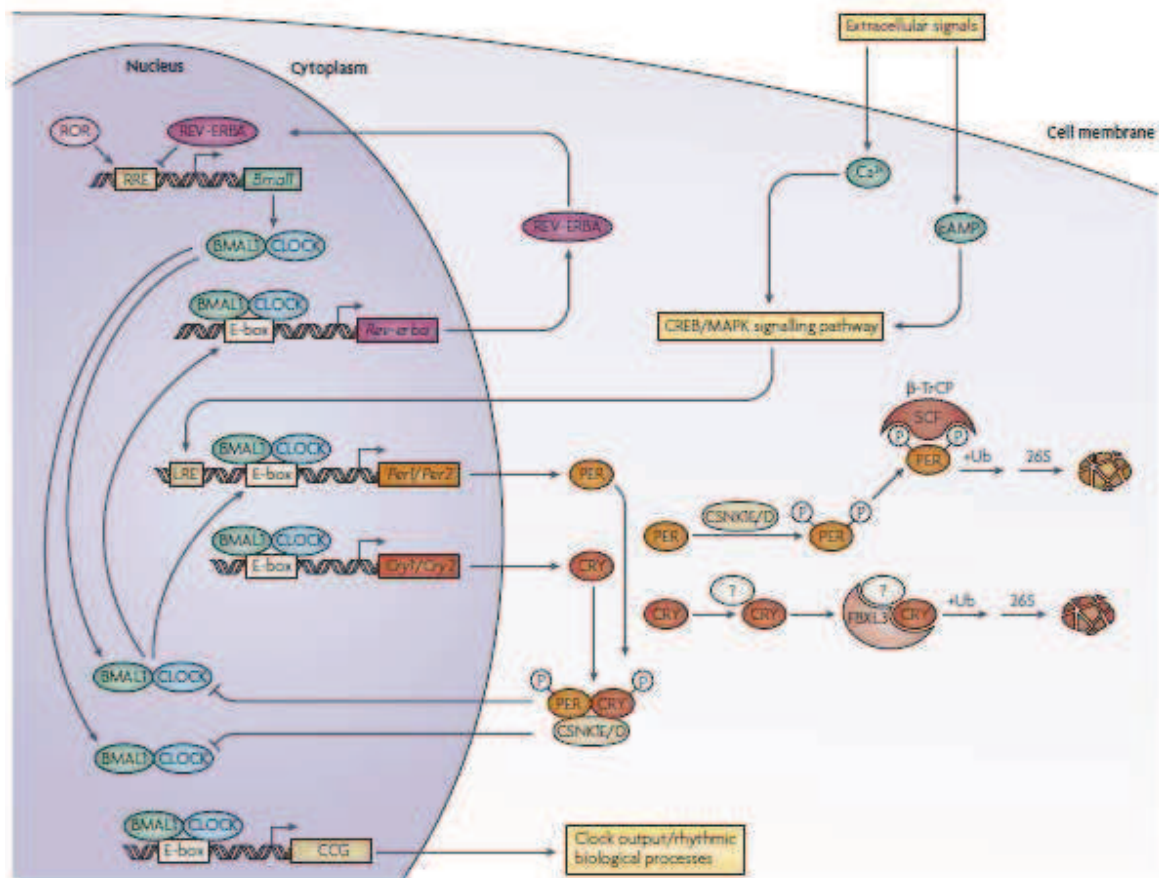 Extracellular signals
Nucleus
Cytoplasm
Cell membrane
ROR
REV-ERBA
RRE
Bmal1
Ca²⁺
REV-ERBA
cAMP
BMAL1 CLOCK
BMAL1 CLOCK
E-box
Rev-erbα
CREB/MAPK signalling pathway
β-TrCP
SCF
P
P
PER
+Ub
26S
BMAL1 CLOCK
LRE
E-box
Per1/Per2
PER
CSNK1E/D
P
P
PER
PER
BMAL1 CLOCK
E-box
Cry1/Cry2
CRY
?
?
CRY
CRY
FBXL3
CRY
+Ub
26S
BMAL1 CLOCK
P
P
PER
CRY
CSNK1E/D
BMAL1 CLOCK
BMAL1 CLOCK
E-box
CCG
Clock output/rhythmic
biological processes